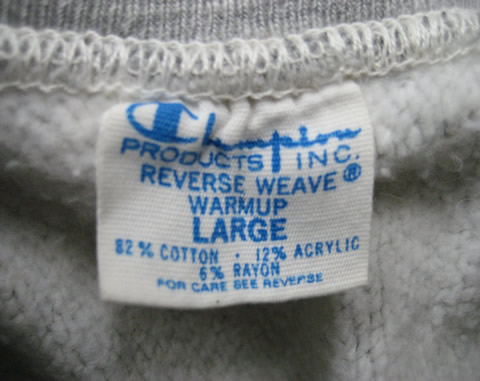 Champion
PRODUCTS INC.
REVERSE WEAVE®
WARMUP
LARGE
82% COTTON · 12% ACRYLIC
6% RAYON
FOR CARE SEE REVERSE